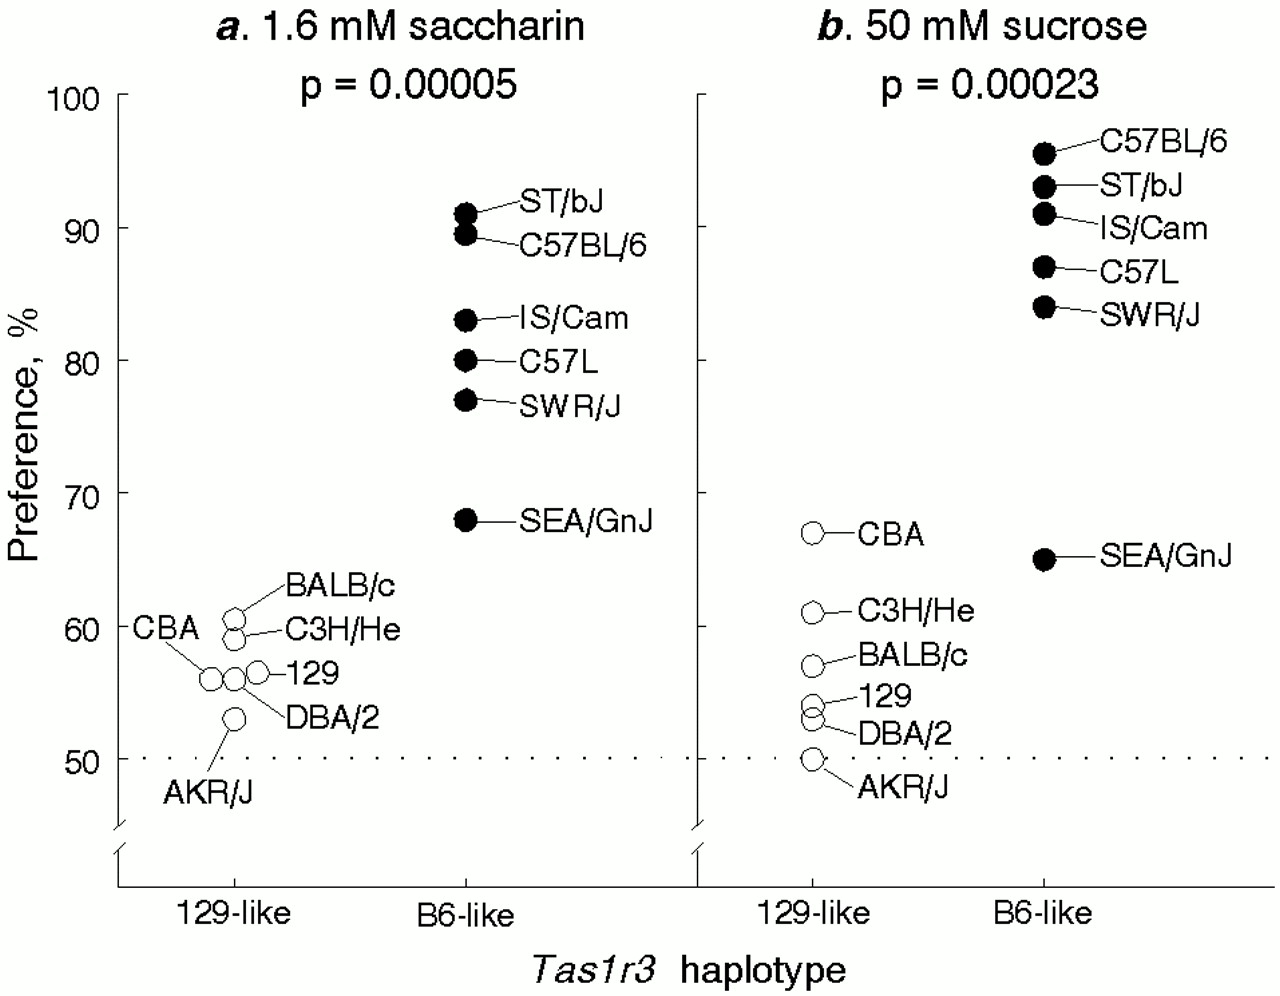 a. 1.6 mM saccharin
p = 0.00005
b. 50 mM sucrose
p = 0.00023
Preference, %
100
90
80
70
60
50
ST/bJ
C57BL/6
IS/Cam
C57L
SWR/J
SEA/GnJ
BALB/c
CBA
C3H/He
129
DBA/2
AKR/J
C57BL/6
ST/bJ
IS/Cam
C57L
SWR/J
CBA
SEA/GnJ
C3H/He
BALB/c
129
DBA/2
AKR/J
129-like
B6-like
129-like
B6-like
Tas1r3 haplotype